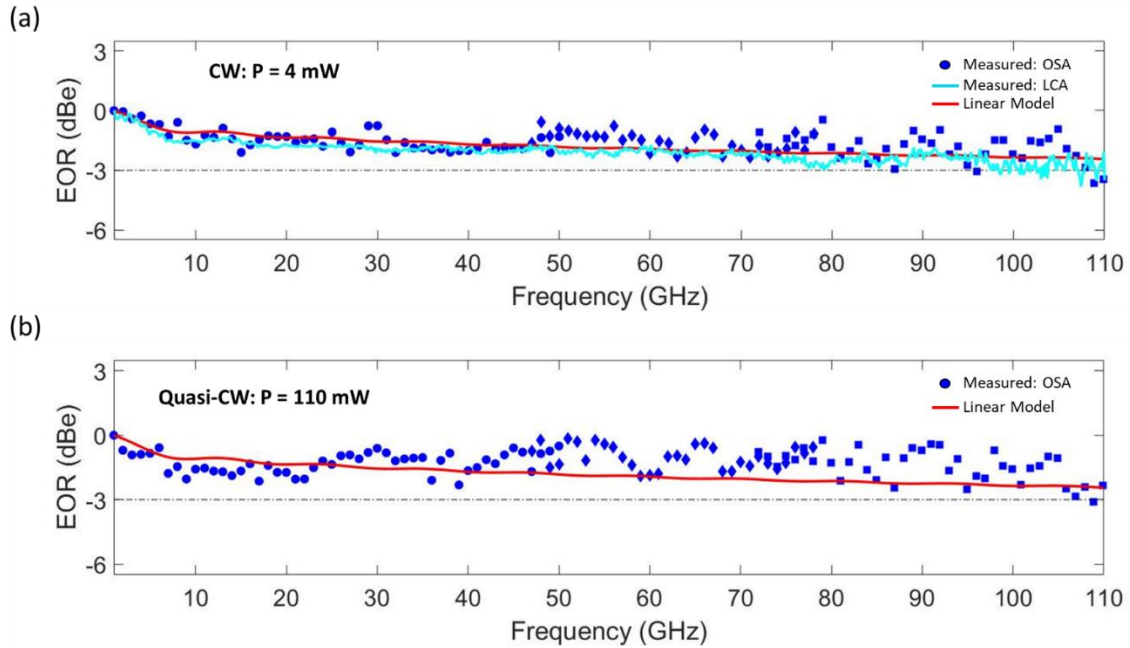 (a)
CW: P = 4 mW
Measured: OSA
Measured: LCA
Linear Model
EOR (dBe)
3
0
-3
-6
10 20 30 40 50 60 70 80 90 100 110
Frequency (GHz)
(b)
Quasi-CW: P = 110 mW
Measured: OSA
Linear Model
EOR (dBe)
3
0
-3
-6
10 20 30 40 50 60 70 80 90 100 110
Frequency (GHz)